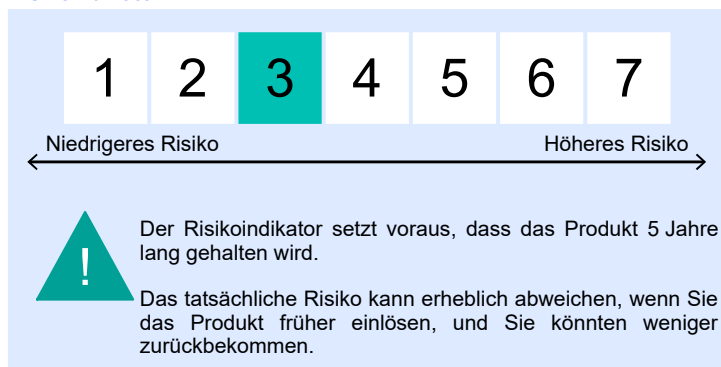 1 2 3 4 5 6 7
Niedrigeres Risiko Höheres Risiko
!
Der Risikoindikator setzt voraus, dass das Produkt 5 Jahre
lang gehalten wird.
Das tatsächliche Risiko kann erheblich abweichen, wenn Sie
das Produkt früher einlösen, und Sie könnten weniger
zurückbekommen.